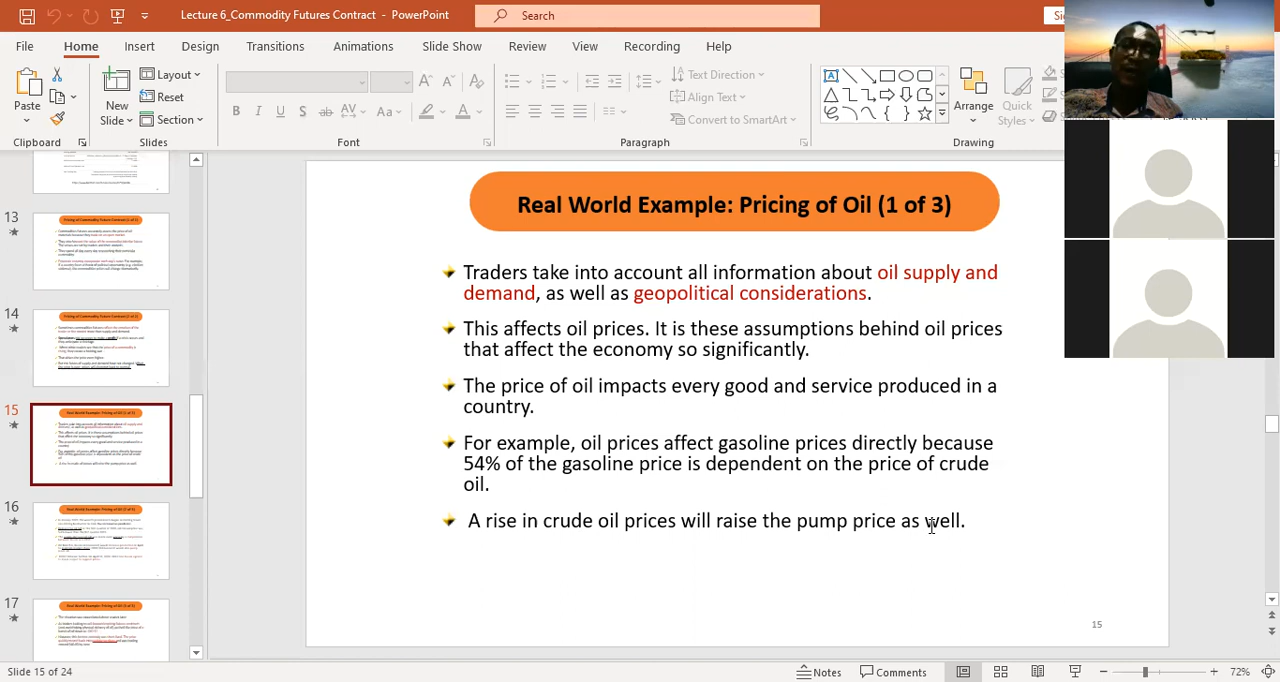 Lecture 6_Commodity Futures Contract - PowerPoint
Search
File Home Insert Design Transitions Animations Slide Show Review View Recording Help
Paste
Clipboard
New
Slide
Layout
Reset
Section
Slides
Font
Text Direction
Align Text
Convert to SmartArt
Paragraph
Arrange
Quick
Styles
Drawing
13
14
15
16
17
Real World Example: Pricing of Oil (1 of 3)
Traders take into account all information about oil supply and
demand, as well as geopolitical considerations.
This affects oil prices. It is these assumptions behind oil prices
that affect the economy so significantly.
The price of oil impacts every good and service produced in a
country.
For example, oil prices affect gasoline prices directly because
54% of the gasoline price is dependent on the price of crude
oil.
A rise in crude oil prices will raise the pump price as well.
15
Slide 15 of 24
Notes
Comments
72%